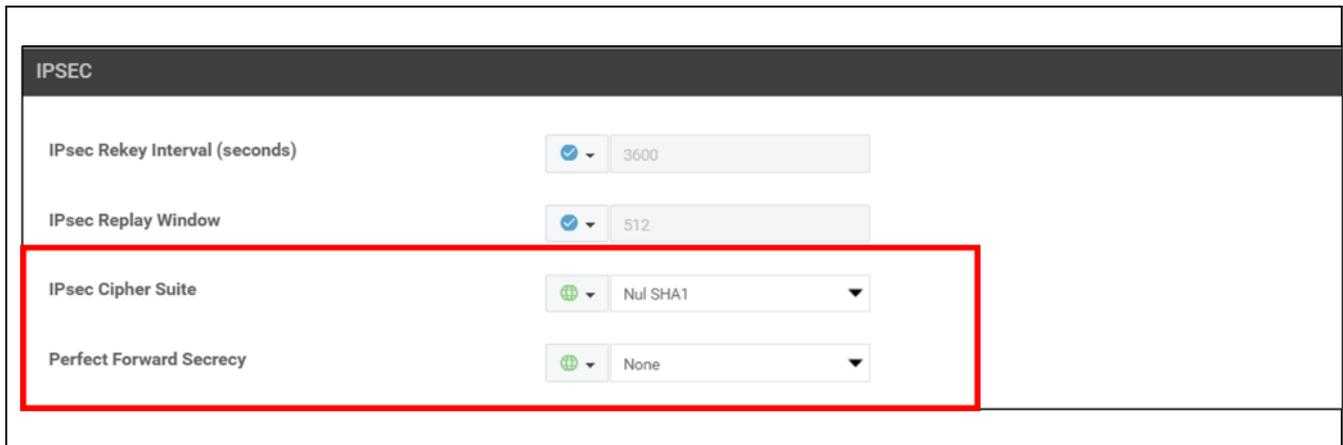 IPSEC
IPsec Rekey Interval (seconds) 3600
IPsec Replay Window 512
IPsec Cipher Suite Nul SHA1
Perfect Forward Secrecy None